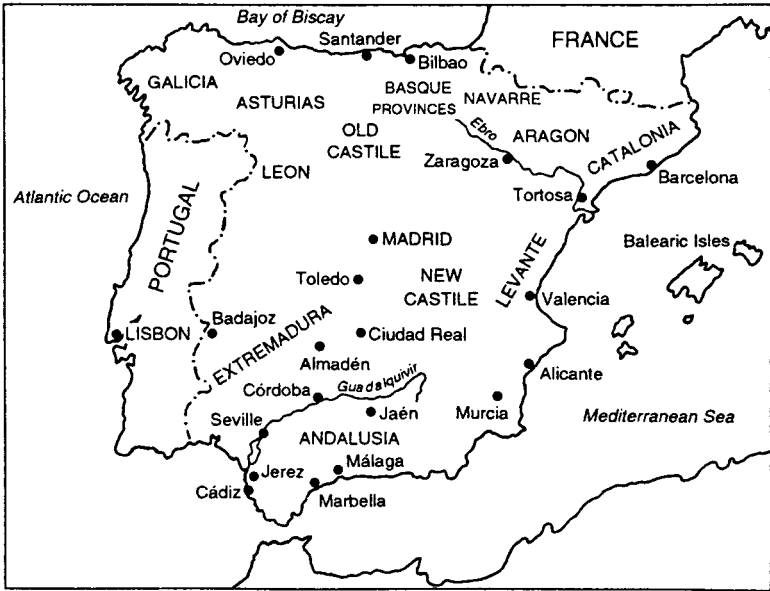 Bay of Biscay
Santander
FRANCE
Oviedo
Bilbao
GALICIA
BASQUE
PROVINCES
NAVARRE
ASTURIAS
Ebro
OLD
CASTILE
ARAGON
CATALONIA
Zaragoza
LEON
Barcelona
Atlantic Ocean
Tortosa
PORTUGAL
MADRID
Balearic Isles
LEVANTE
Toledo
NEW
CASTILE
Valencia
Badajoz
LISBON
EXTREMADURA
Ciudad Real
Almadén
Alicante
Guadalquivir
Córdoba
Jaén
Murcia
Mediterranean Sea
Seville
ANDALUSIA
Málaga
Jerez
Cádiz
Marbella